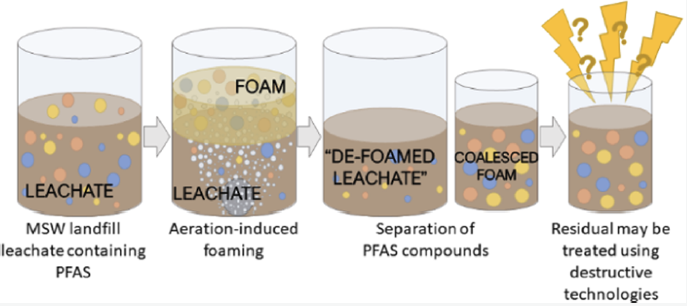 FOAM
LEACHATE
LEACHATE
"DE-FOAMED
LEACHATE"
COALESCED
FOAM
?
?
?
?
MSW landfill
leachate containing
PFAS
Aeration-induced
foaming
Separation of
PFAS compounds
Residual may be
treated using
destructive
technologies